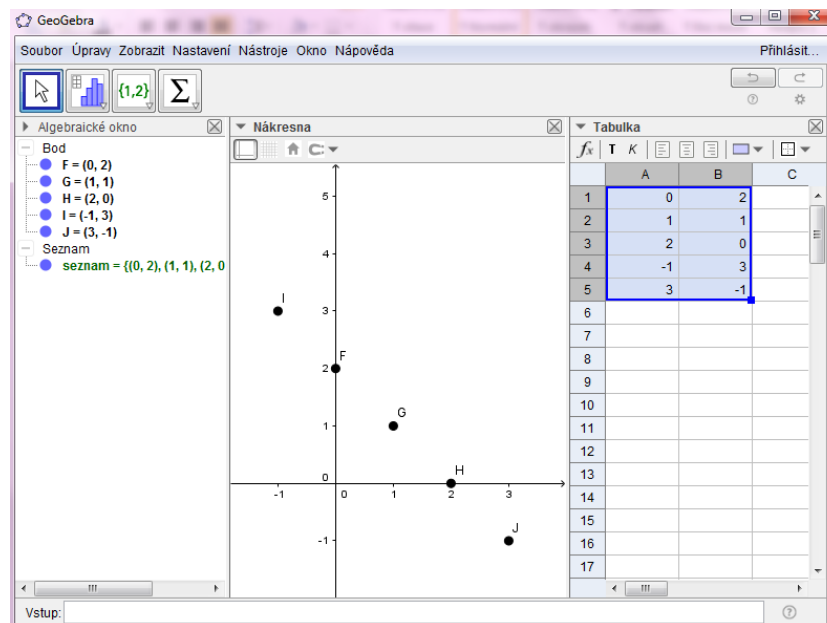 GeoGebra
Soubor Úpravy Zobrazit Nastavení Nástroje Okno Nápověda Přihlásit...
{1,2} Σ
Algebraické okno
Bod
F = (0, 2)
G = (1, 1)
H = (2, 0)
I = (-1, 3)
J = (3, -1)
Seznam
seznam = {(0, 2), (1, 1), (2, 0
Nákresna
5
4
3
2
1
0
-1
-1 0 1 2 3
I
F
G
H
J
Tabulka
fx T K
A B C
1 0 2
2 1 1
3 2 0
4 -1 3
5 3 -1
6
7
8
9
10
11
12
13
14
15
16
17
Vstup: